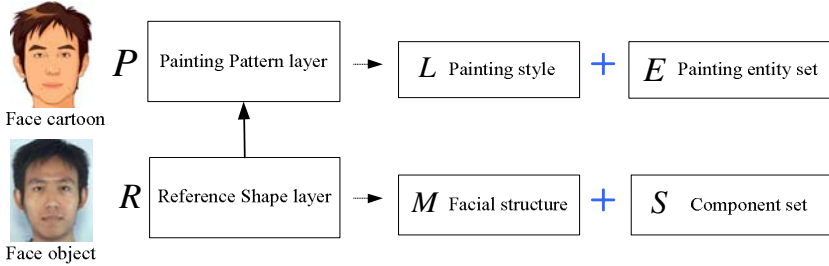 P Painting Pattern layer L Painting style + E Painting entity set
Face cartoon
R Reference Shape layer M Facial structure + S Component set
Face object